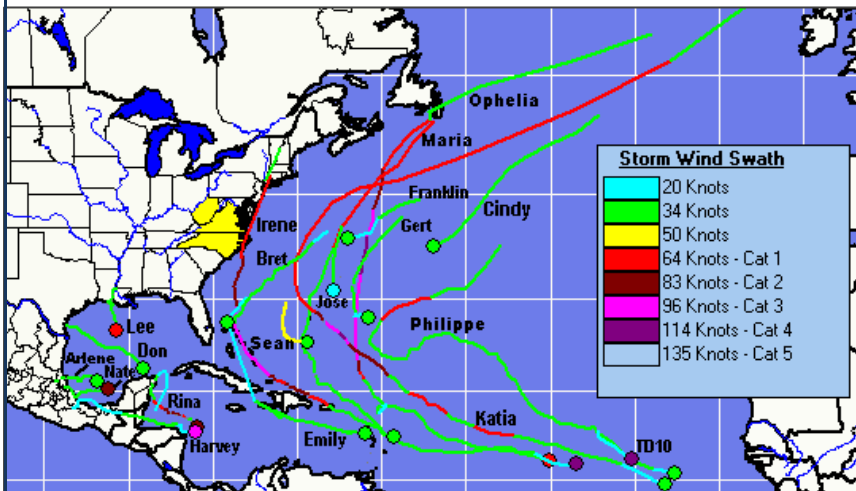 Ophelia
Maria
Storm Wind Swath
20 Knots
34 Knots
50 Knots
64 Knots - Cat 1
83 Knots - Cat 2
96 Knots - Cat 3
114 Knots - Cat 4
135 Knots - Cat 5
Franklin
Cindy
Irene
Gert
Bret
Jose
Lee
Philippe
Sean
Don
Arlene
Nate
Rina
Katia
Emily
TD10
Harvey